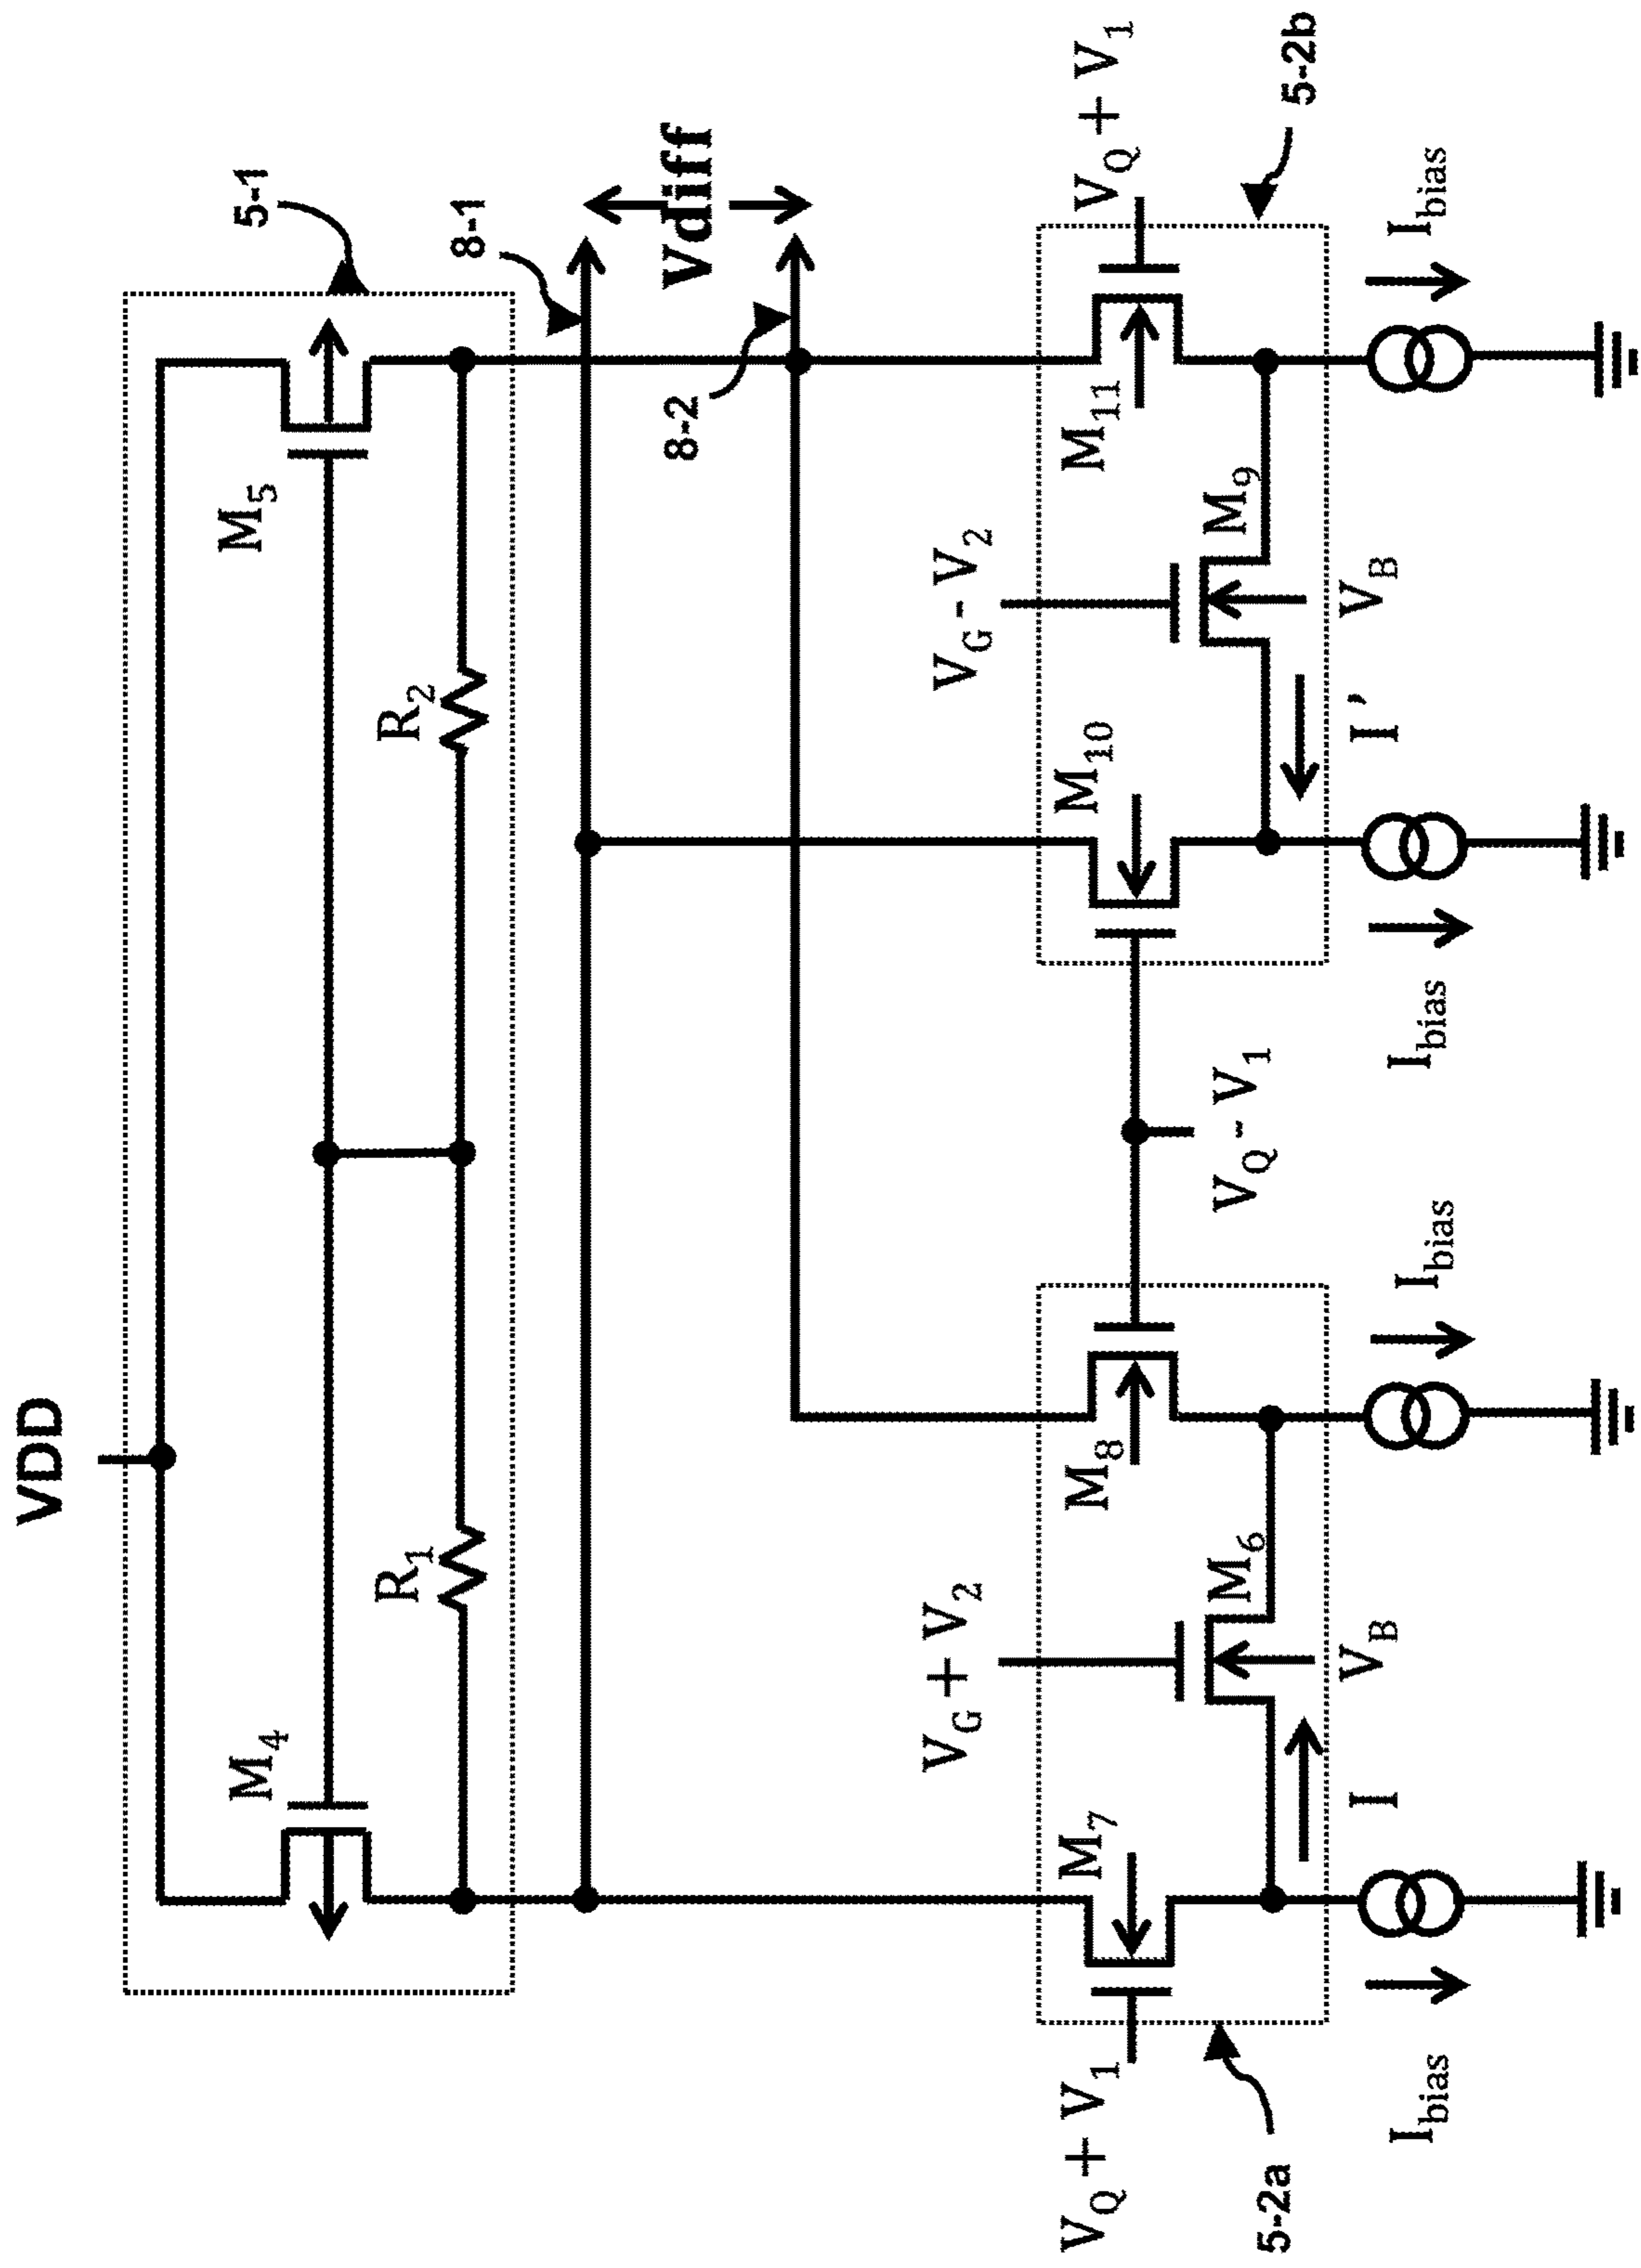 VDD
5-1
M4
M5
R1
R2
8-1
Vdiff
8-2
VG+V2
VG-V2
VQ+V1
M7
M8
M10
M11
VQ+V1
M6
VQ-V1
M9
5-2a
I
VB
I'
VB
5-2b
Ibias
Ibias
Ibias
Ibias